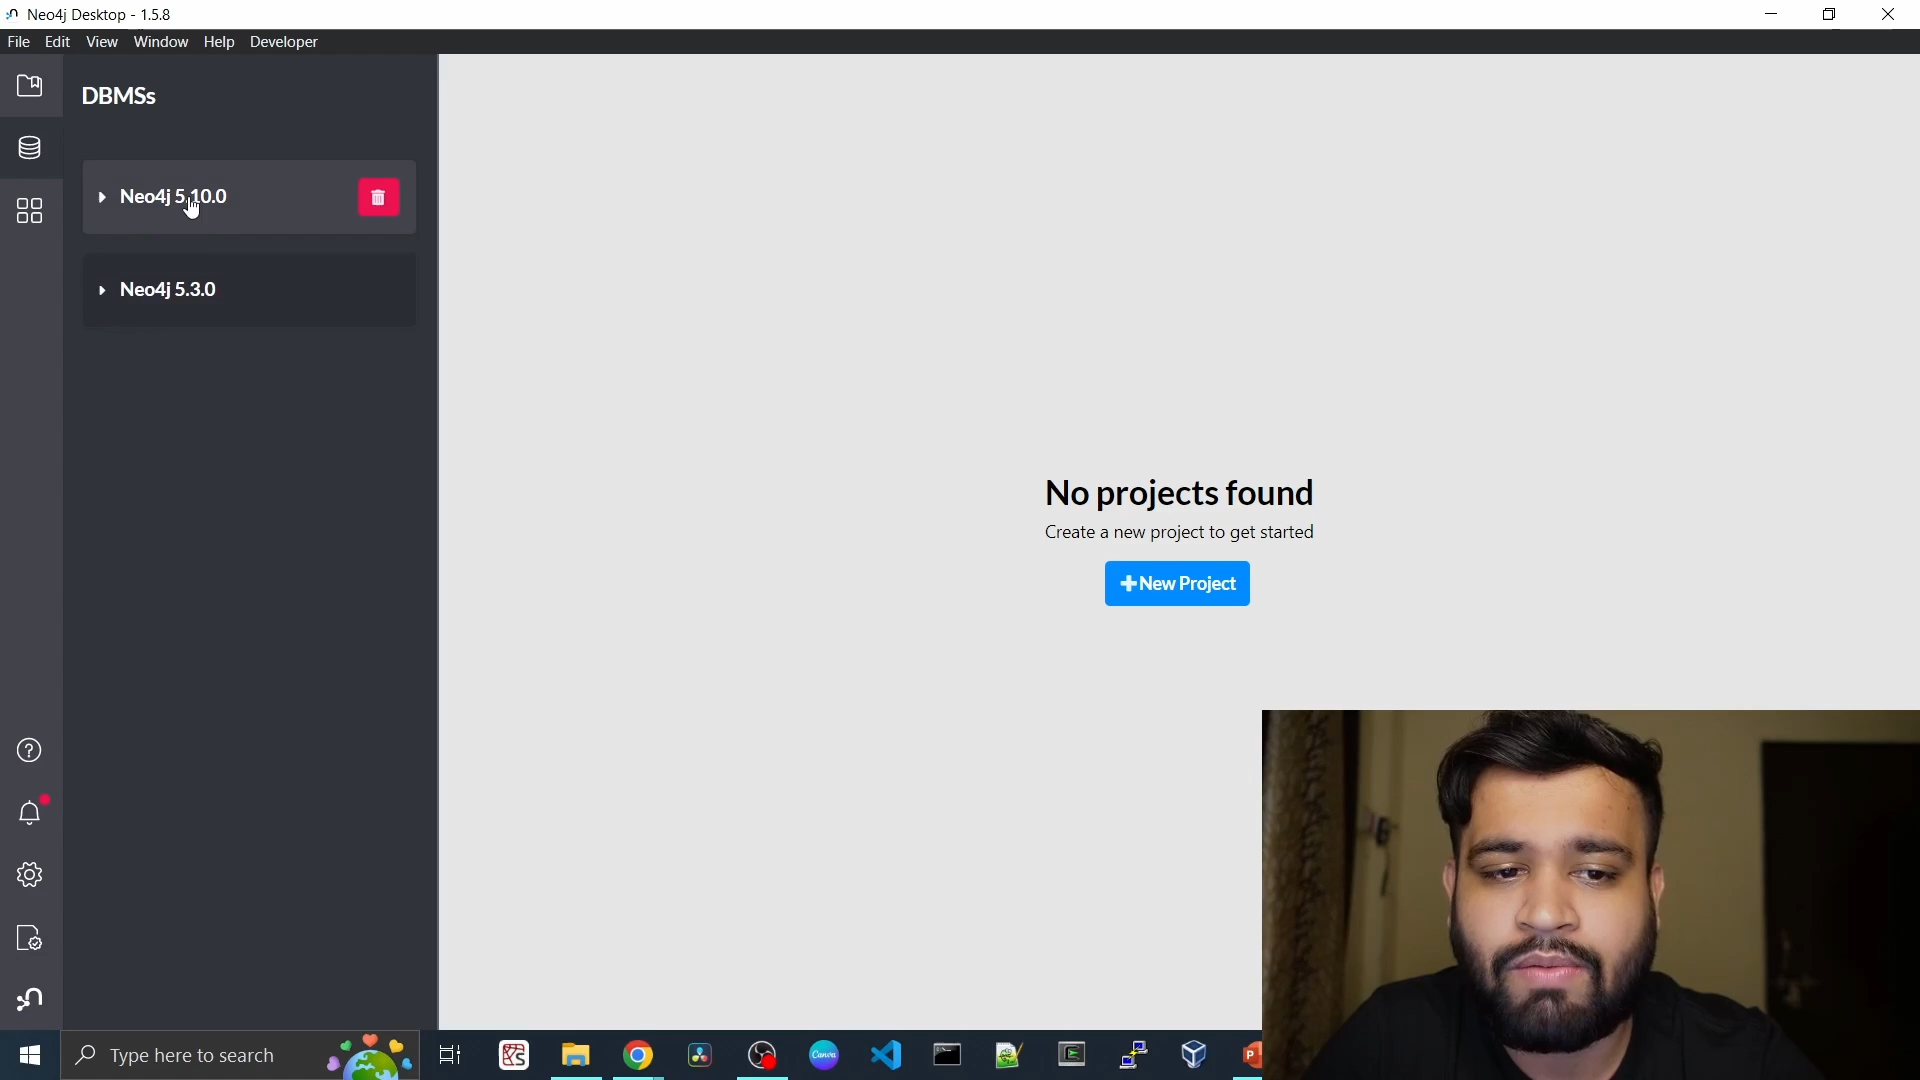 Neo4j Desktop - 1.5.8
File Edit View Window Help Developer
DBMSs
Neo4j 5.10.0
Neo4j 5.3.0
No projects found
Create a new project to get started
New Project
Type here to search
Canva